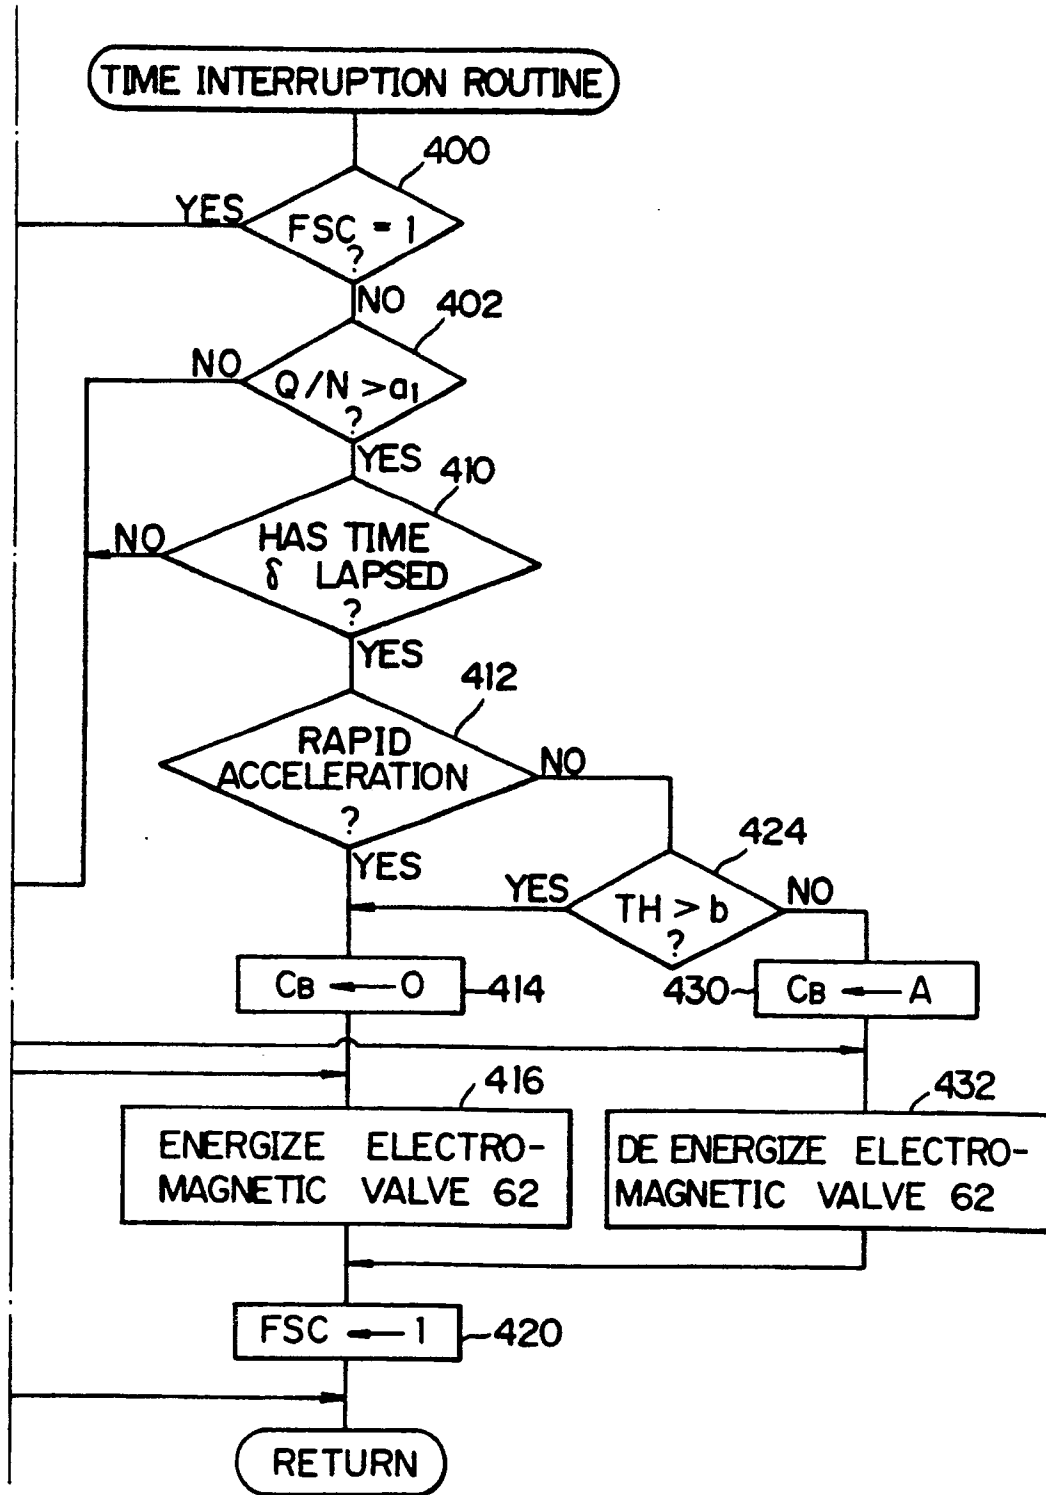 TIME INTERRUPTION ROUTINE
400
YES
FSC = 1
?
NO
402
NO
Q/N > a1
?
YES
410
NO
HAS TIME
δ LAPSED
?
YES
412
RAPID
ACCELERATION
?
NO
YES
424
YES
TH > b
?
NO
CB ← 0
414
430
CB ← A
416
432
ENERGIZE ELECTRO-
MAGNETIC VALVE 62
DE ENERGIZE ELECTRO-
MAGNETIC VALVE 62
FSC ← 1
420
RETURN